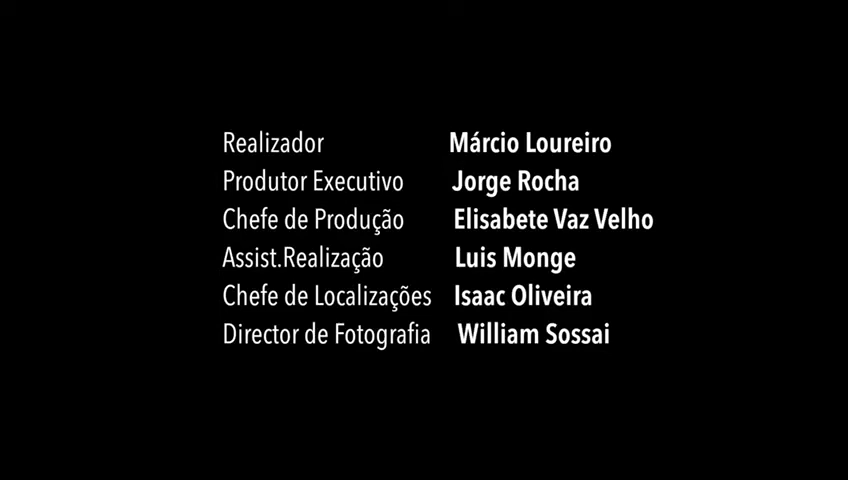 Realizador Márcio Loureiro
Produtor Executivo Jorge Rocha
Chefe de Produção Elisabete Vaz Velho
Assist.Realização Luis Monge
Chefe de Localizações Isaac Oliveira
Director de Fotografia William Sossai